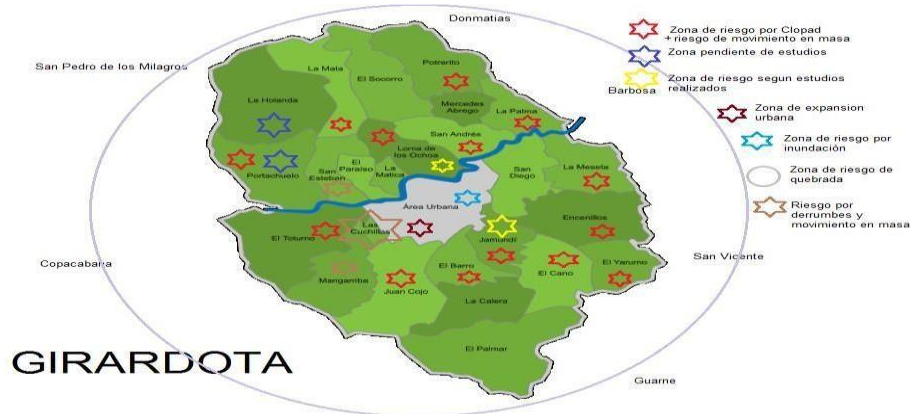 Donmatias
San Pedro de los Milagros
Barbosa
Copacabana
San Vicente
Guarne
GIRARDOTA
La Mata
El Socorro
Potrerito
La Holanda
Mercedes
Abrego
La Palma
San Andrés
Loma de
los Ochoa
El
Paraiso
La
Matica
San
Esteban
Portachuelo
San
Diego
La Meseta
Área Urbana
Encenillos
Las
Cuchillas
El Totumo
Jamundí
Manganiba
Juan Cojo
El Barro
El Cano
El Yarumo
La Calera
El Palmar
Zona de riesgo por Clopad
+ riesgo de movimiento en masa
Zona pendiente de estudios
Zona de riesgo segun estudios
realizados
Zona de expansion
urbana
Zona de riesgo por
inundación
Zona de riesgo de
quebrada
Riesgo por
derrumbes y
movimiento en masa